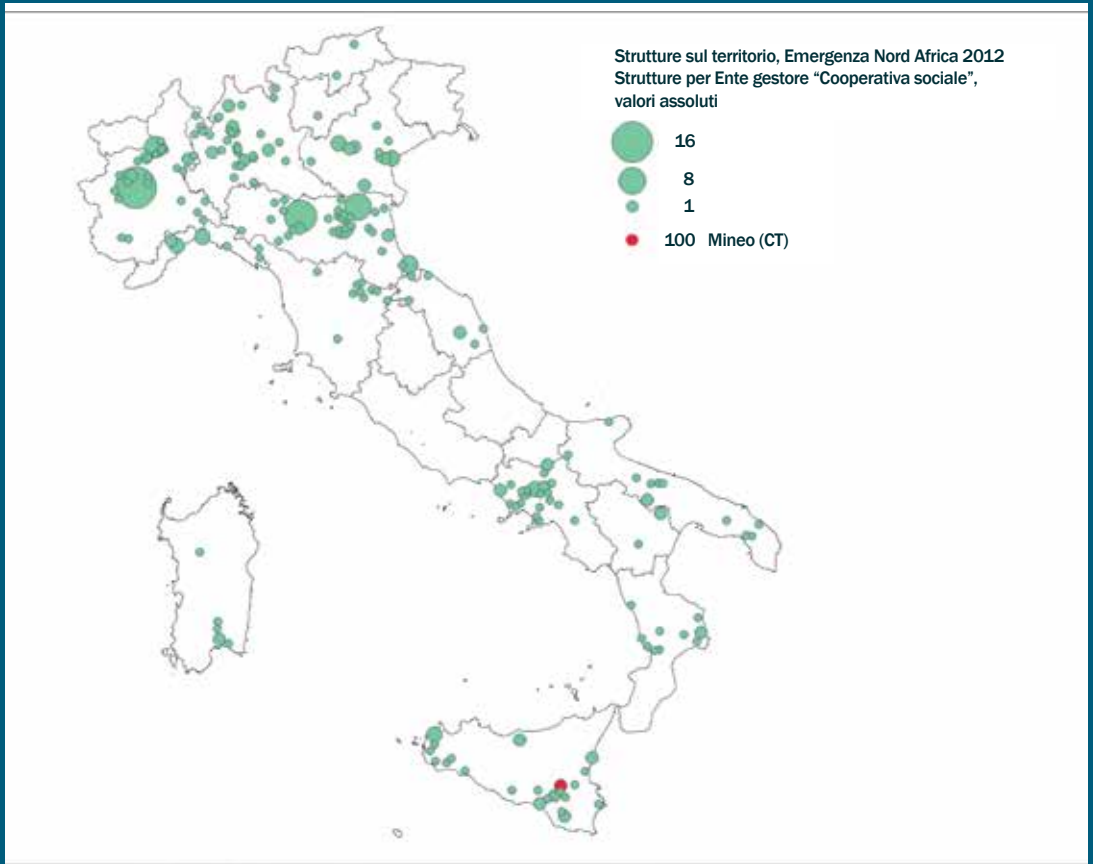 Strutture sul territorio, Emergenza Nord Africa 2012
Strutture per Ente gestore “Cooperativa sociale”,
valori assoluti
16
8
1
100 Mineo (CT)